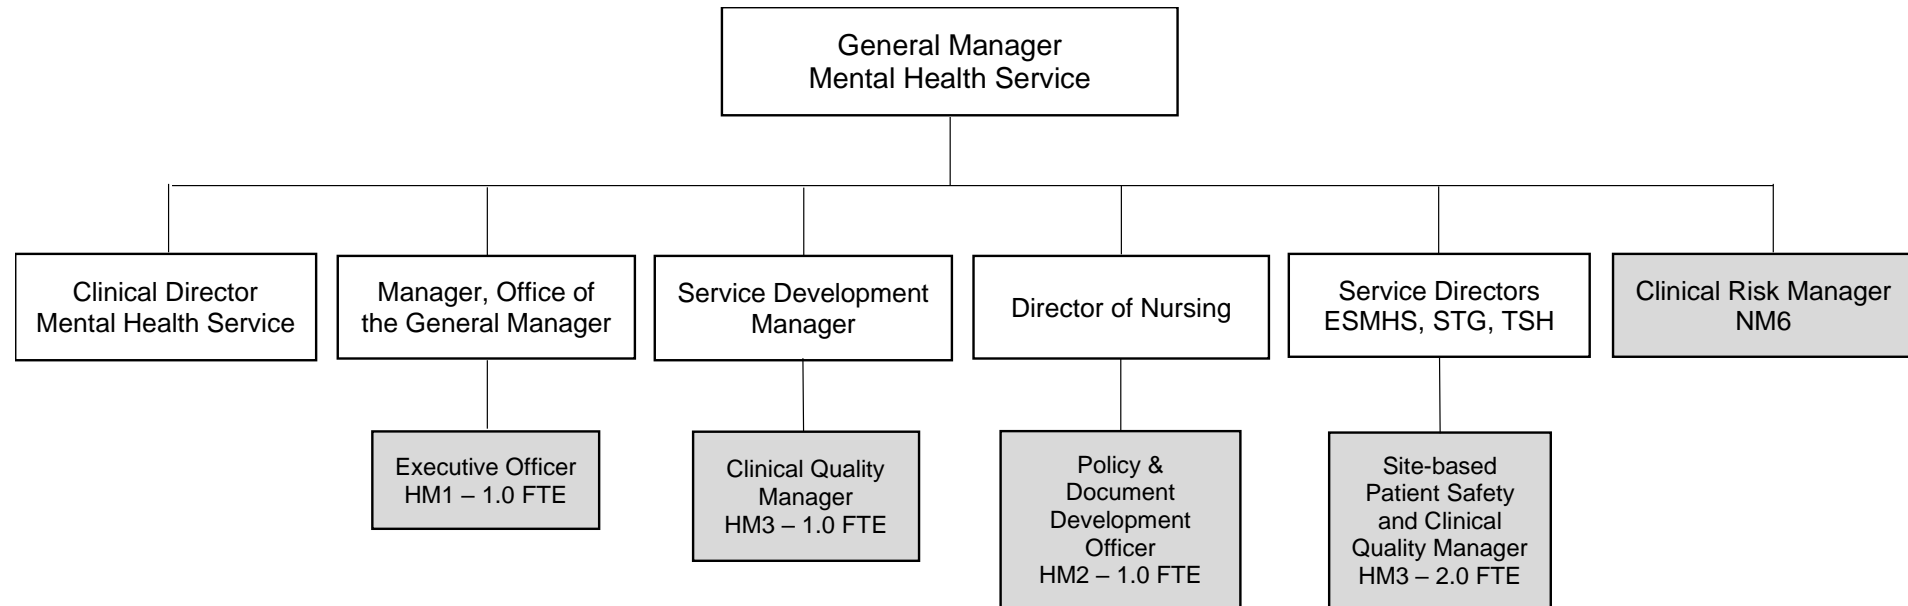 General Manager
Mental Health Service
Clinical Director
Mental Health Service
Manager, Office of
the General Manager
Service Development
Manager
Director of Nursing
Service Directors
ESMHS, STG, TSH
Clinical Risk Manager
NM6
Executive Officer
HM1 – 1.0 FTE
Clinical Quality
Manager
HM3 – 1.0 FTE
Policy &
Document
Development
Officer
HM2 – 1.0 FTE
Site-based
Patient Safety
and Clinical
Quality Manager
HM3 – 2.0 FTE